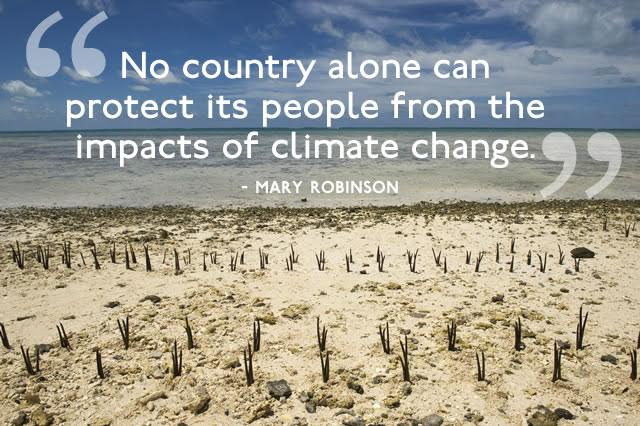 “No country alone can
protect its people from the
impacts of climate change.”
- MARY ROBINSON